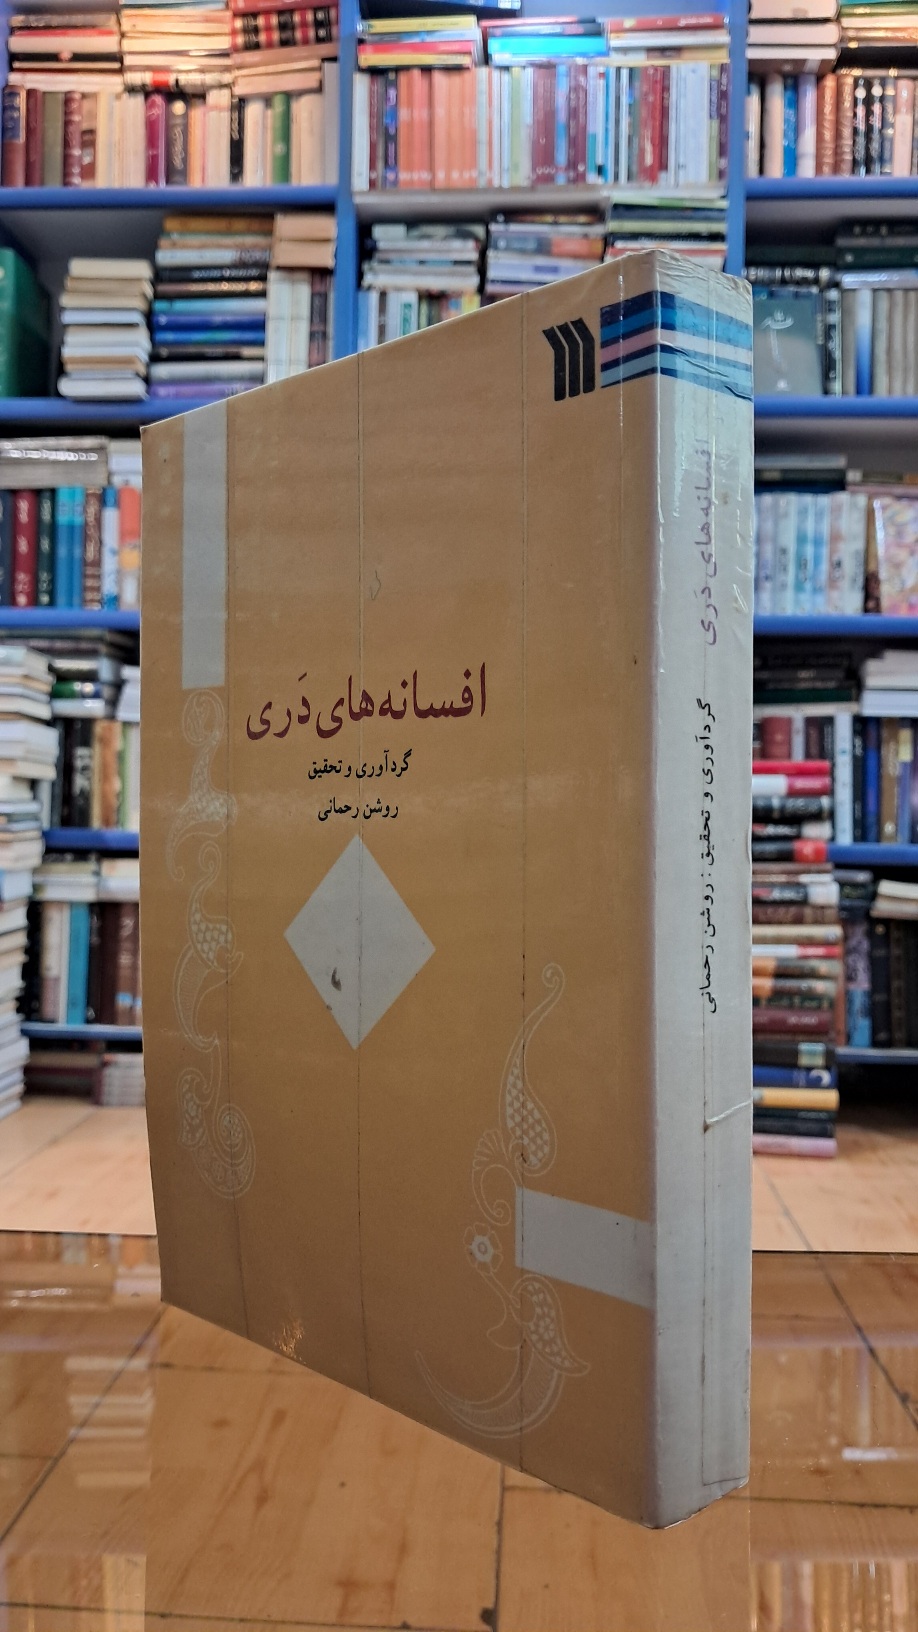 افسانه‌های دَری
گردآوری و تحقیق
روشن رحمانی
افسانه‌های دَری
گردآوری و تحقیق : روشن رحمانی